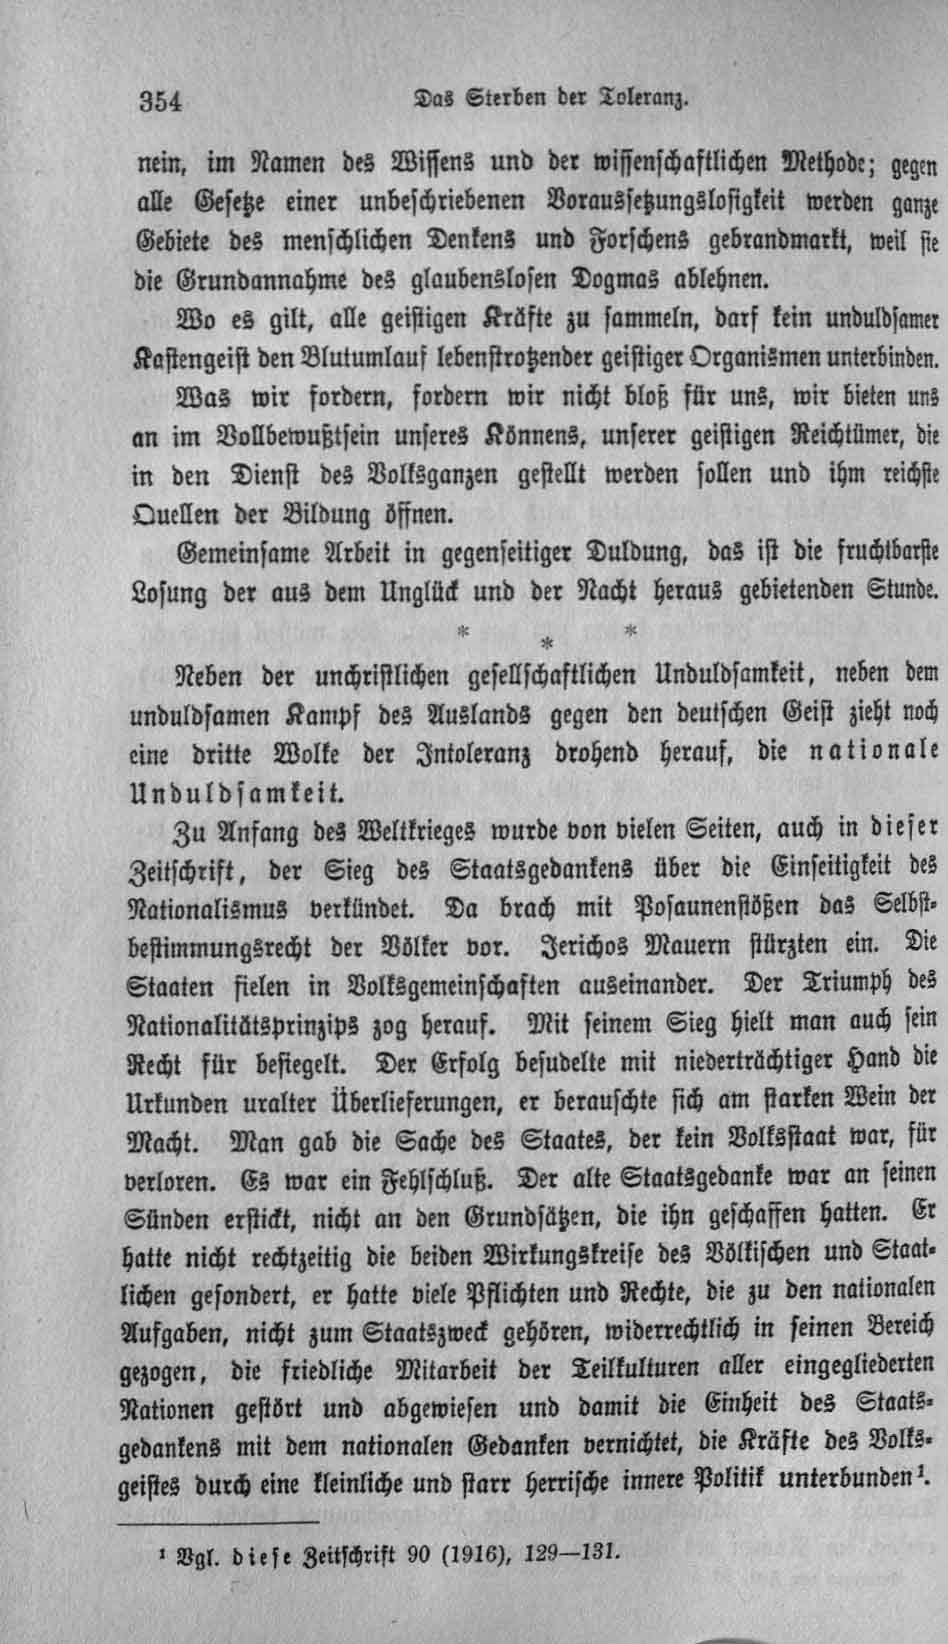 354 Das Sterben der Toleranz.
nein, im Namen des Wissens und der wissenschaftlichen Methode; gegen
alle Gesetze einer unbeschriebenen Voraussetzungslosigkeit werden ganze
Gebiete des menschlichen Denkens und Forschens gebrandmarkt, weil sie
die Grundannahme des glaubenslosen Dogmas ablehnen.
Wo es gilt, alle geistigen Kräfte zu sammeln, darf kein unduldsamer
Kastengeist den Blutumlauf lebenstrotzender geistiger Organismen unterbinden.
Was wir fordern, fordern wir nicht bloß für uns, wir bieten uns
an im Vollbewußtsein unseres Könnens, unserer geistigen Reichtümer, die
in den Dienst des Volksganzen gestellt werden sollen und ihm reichste
Quellen der Bildung öffnen.
Gemeinsame Arbeit in gegenseitiger Duldung, das ist die fruchtbarste
Losung der aus dem Unglück und der Nacht heraus gebietenden Stunde.
* * *
Neben der unchristlichen gesellschaftlichen Unduldsamkeit, neben dem
unduldsamen Kampf des Auslands gegen den deutschen Geist zieht noch
eine dritte Wolke der Intoleranz drohend herauf, die nationale
Unduldsamkeit.
Zu Anfang des Weltkrieges wurde von vielen Seiten, auch in dieser
Zeitschrift, der Sieg des Staatsgedankens über die Einseitigkeit des
Nationalismus verkündet. Da brach mit Posaunenstößen das Selbst-
bestimmungsrecht der Völker vor. Jerichos Mauern stürzten ein. Die
Staaten fielen in Volksgemeinschaften auseinander. Der Triumph des
Nationalitätsprinzips zog herauf. Mit seinem Sieg hielt man auch sein
Recht für besiegelt. Der Erfolg besudelte mit niederträchtiger Hand die
Urkunden uralter Überlieferungen, er berauschte sich am starken Wein der
Macht. Man gab die Sache des Staates, der kein Volksstaat war, für
verloren. Es war ein Fehlschluß. Der alte Staatsgedanke war an seinen
Sünden erstickt, nicht an den Grundsätzen, die ihn geschaffen hatten. Er
hatte nicht rechtzeitig die beiden Wirkungskreise des Völkischen und Staat-
lichen gesondert, er hatte viele Pflichten und Rechte, die zu den nationalen
Aufgaben, nicht zum Staatszweck gehören, widerrechtlich in seinen Bereich
gezogen, die friedliche Mitarbeit der Teilkulturen aller eingegliederten
Nationen gestört und abgewiesen und damit die Einheit des Staats-
gedankens mit dem nationalen Gedanken vernichtet, die Kräfte des Volks-
geistes durch eine kleinliche und starr herrische innere Politik unterbunden¹.
¹ Vgl. diese Zeitschrift 90 (1916), 129—131.